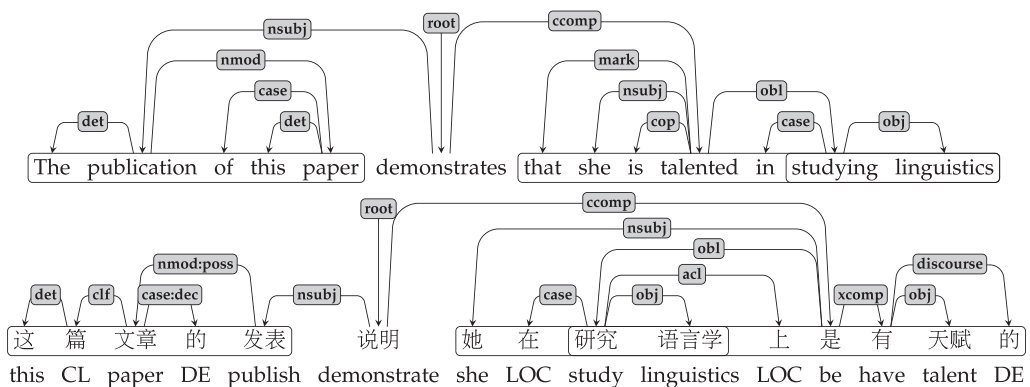 root
nsubj ccomp
nmod mark
case nsubj obl
det det cop case obj
The publication of this paper demonstrates that she is talented in studying linguistics
root ccomp
nsubj
obl
nmod:poss acl discourse
det clf case:dec nsubj case obj xcomp obj
这 篇 文章 的 发表 说明 她 在 研究 语言学 上 是 有 天赋 的
this CL paper DE publish demonstrate she LOC study linguistics LOC be have talent DE